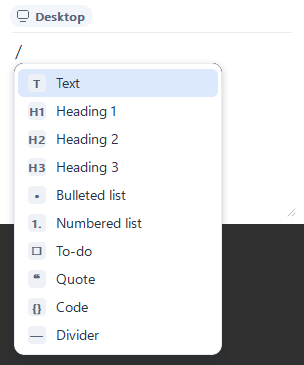 Desktop
/
T Text
H1 Heading 1
H2 Heading 2
H3 Heading 3
• Bulleted list
1. Numbered list
To-do
❝ Quote
{} Code
— Divider